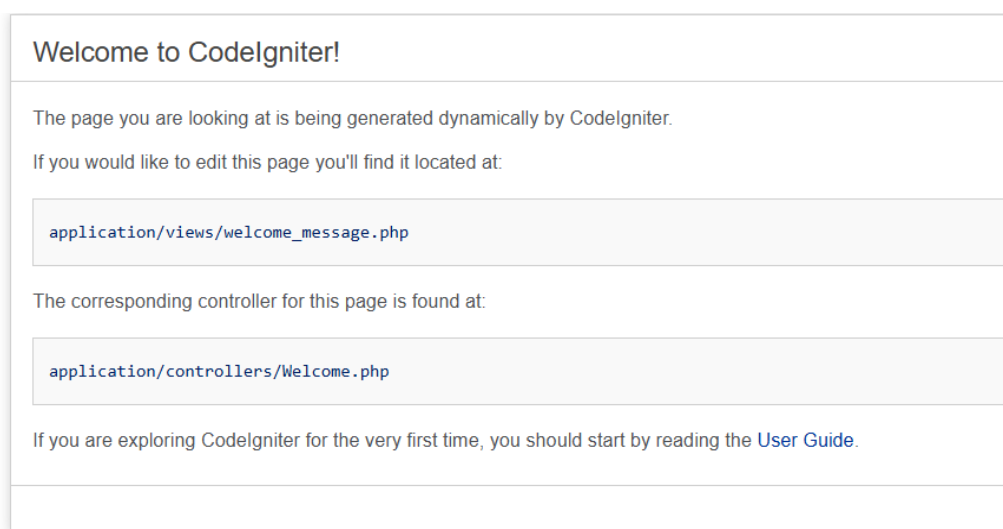 Welcome to CodeIgniter!
The page you are looking at is being generated dynamically by CodeIgniter.
If you would like to edit this page you'll find it located at:
application/views/welcome_message.php
The corresponding controller for this page is found at:
application/controllers/Welcome.php
If you are exploring CodeIgniter for the very first time, you should start by reading the User Guide.